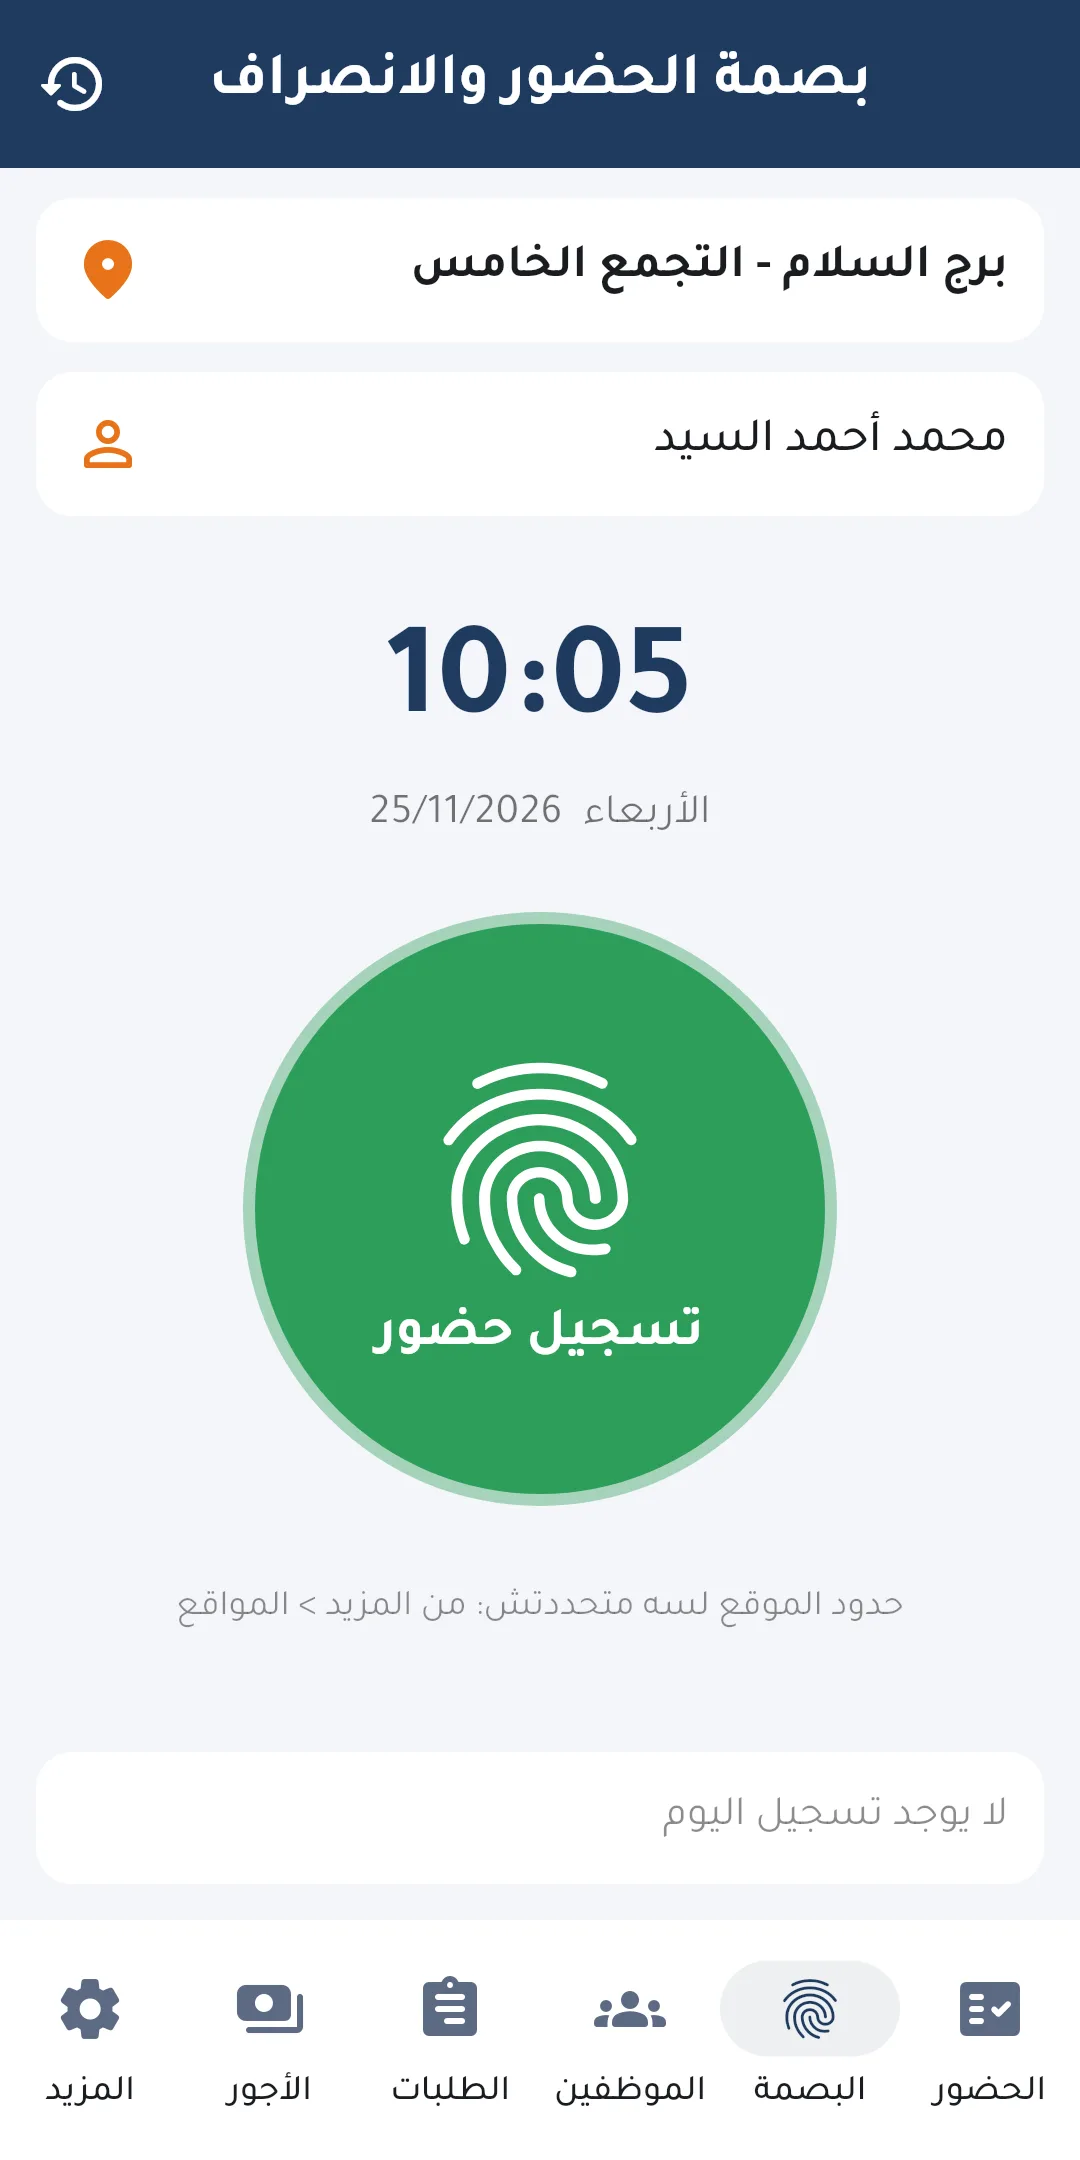 بصمة الحضور والانصراف
برج السلام - التجمع الخامس
محمد أحمد السيد
10:05
الأربعاء 25/11/2026
تسجيل حضور
حدود الموقع لسه متحددتش: من المزيد > المواقع
لا يوجد تسجيل اليوم
الحضور
البصمة
الموظفين
الطلبات
الأجور
المزيد